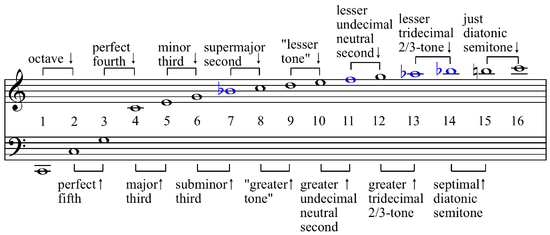 octave ↓
perfect
fourth ↓
minor
third ↓
supermajor
second ↓
"lesser
tone" ↓
lesser
undecimal
neutral
second↓
lesser
tridecimal
2/3-tone↓
just
diatonic
semitone↓
1 2 3 4 5 6 7 8 9 10 11 12 13 14 15 16
perfect↑
fifth
major↑
third
subminor↑
third
"greater↑
tone"
greater ↑
undecimal
neutral
second
greater ↑
tridecimal
2/3-tone
septimal↑
diatonic
semitone